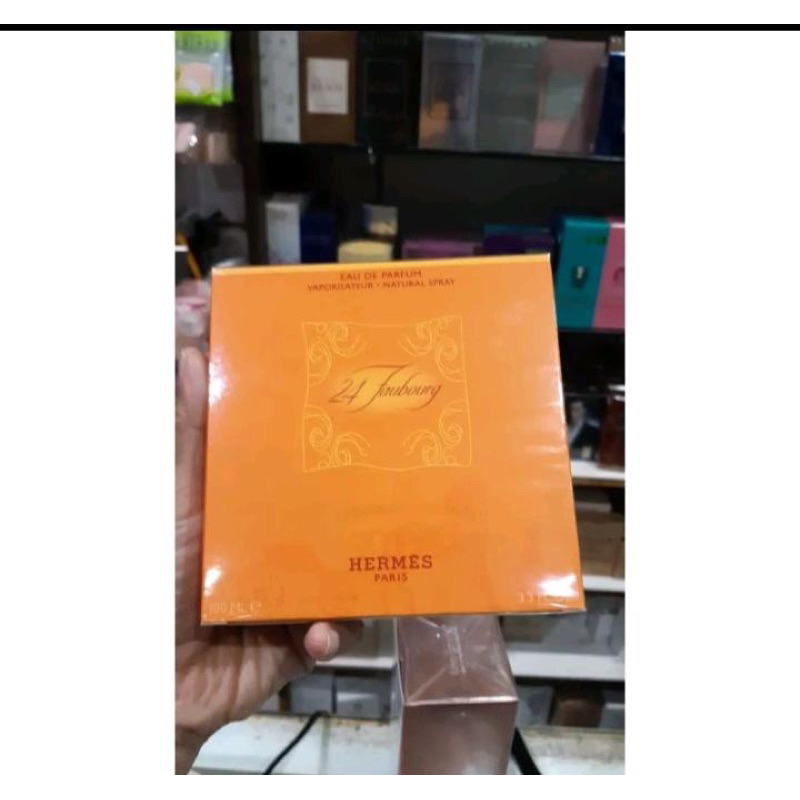 EAU DE PARFUM
VAPORISATEUR • NATURAL SPRAY
24 Faubourg
HERMÈS
PARIS
100 ML e